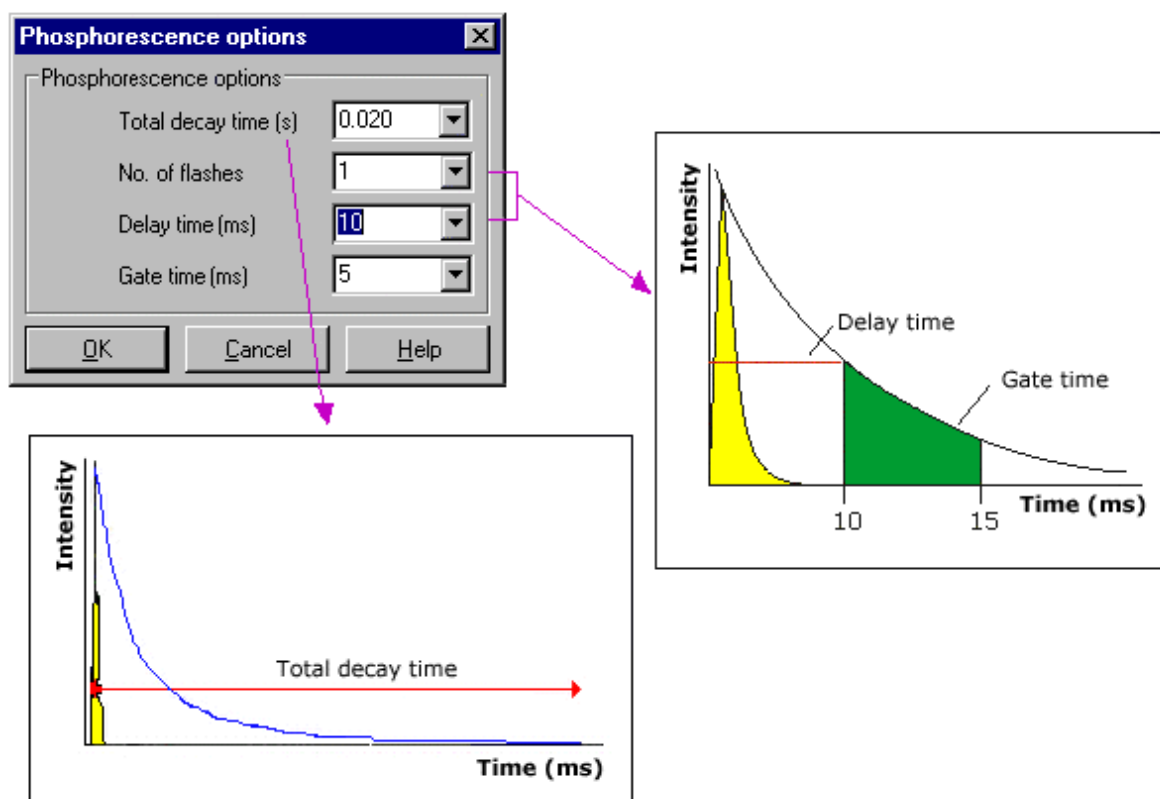 Phosphorescence options
Phosphorescence options
Total decay time (s) 0.020
No. of flashes 1
Delay time (ms) 10
Gate time (ms) 5
OK Cancel Help
Intensity
Delay time
Gate time
10 15
Time (ms)
Intensity
Total decay time
Time (ms)